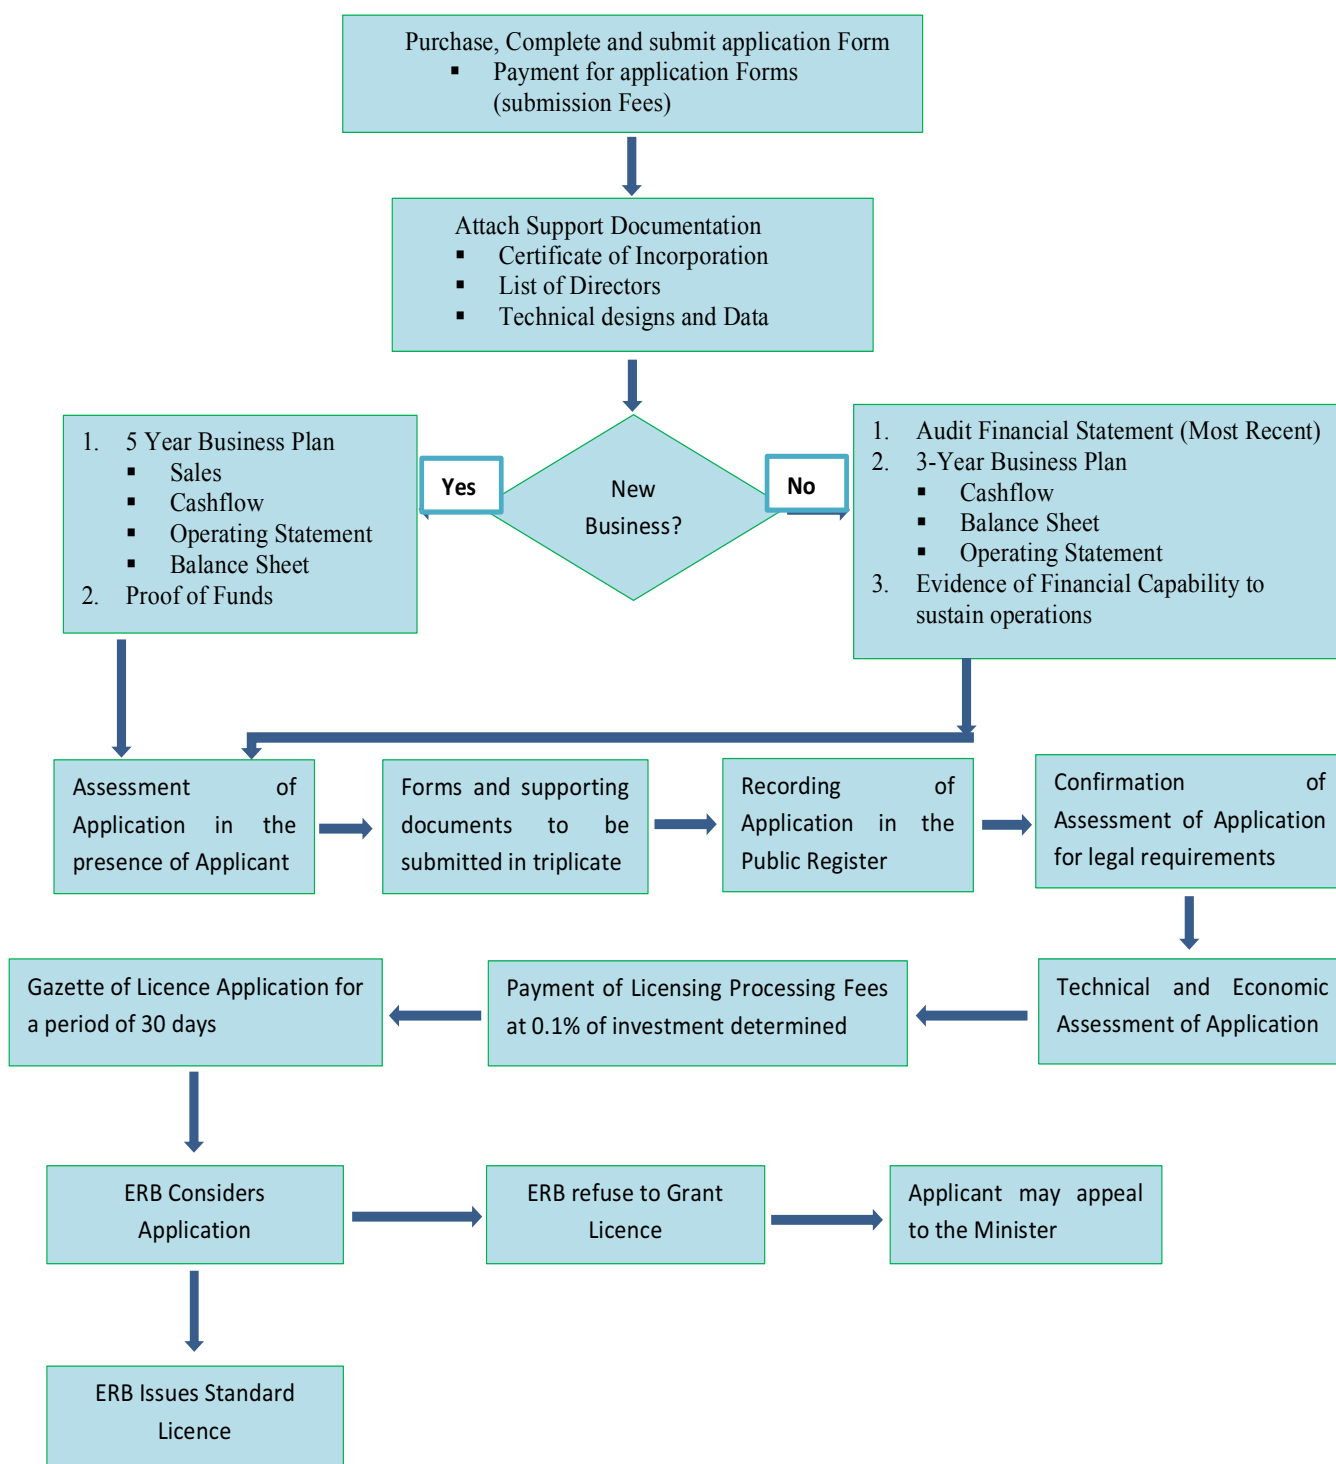 Purchase, Complete and submit application Form
▪ Payment for application Forms
(submission Fees)
Attach Support Documentation
▪ Certificate of Incorporation
▪ List of Directors
▪ Technical designs and Data
1. 5 Year Business Plan
▪ Sales
▪ Cashflow
▪ Operating Statement
▪ Balance Sheet
2. Proof of Funds
Yes
New
Business?
No
1. Audit Financial Statement (Most Recent)
2. 3-Year Business Plan
▪ Cashflow
▪ Balance Sheet
▪ Operating Statement
3. Evidence of Financial Capability to
sustain operations
Assessment of
Application in the
presence of Applicant
Forms and supporting
documents to be
submitted in triplicate
Recording of
Application in the
Public Register
Confirmation of
Assessment of Application
for legal requirements
Technical and Economic
Assessment of Application
Payment of Licensing Processing Fees
at 0.1% of investment determined
Gazette of Licence Application for
a period of 30 days
ERB Considers
Application
ERB refuse to Grant
Licence
Applicant may appeal
to the Minister
ERB Issues Standard
Licence